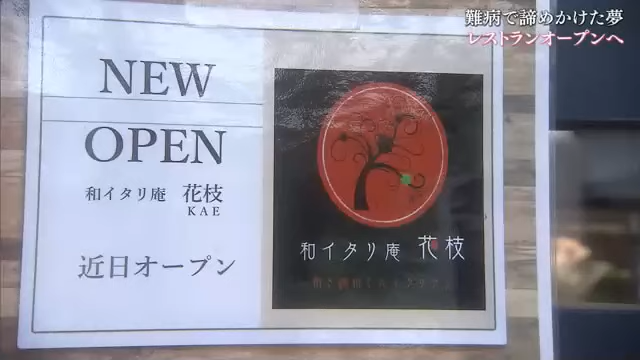 難病で諦めかけた夢
レストランオープンへ
NEW
OPEN
和イタリ庵 花枝
KAE
近日オープン
和イタリ庵 花枝